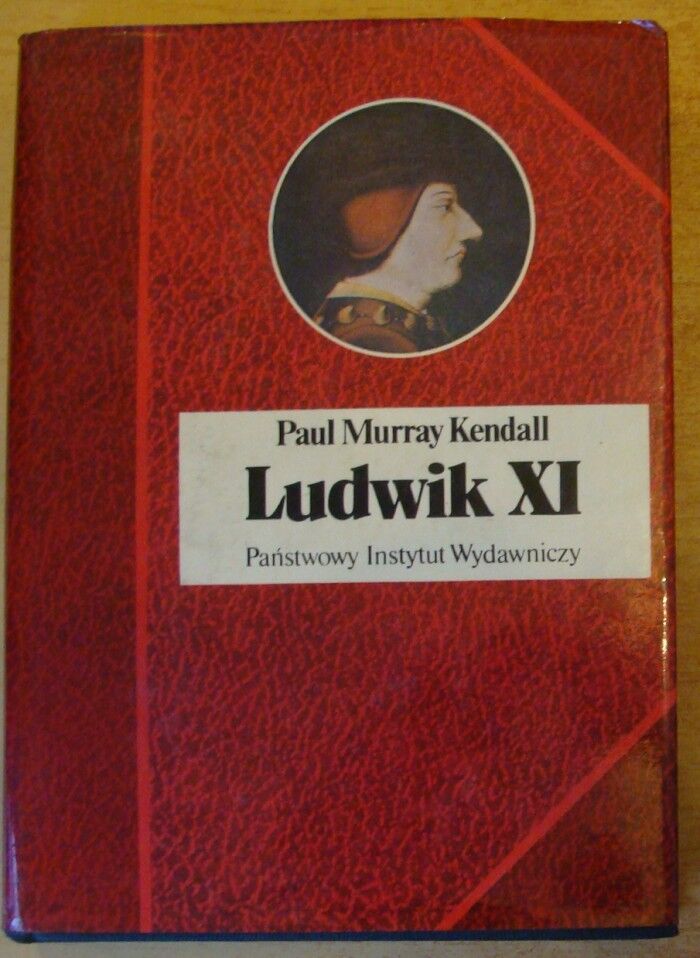 Paul Murray Kendall
Ludwik XI
Państwowy Instytut Wydawniczy